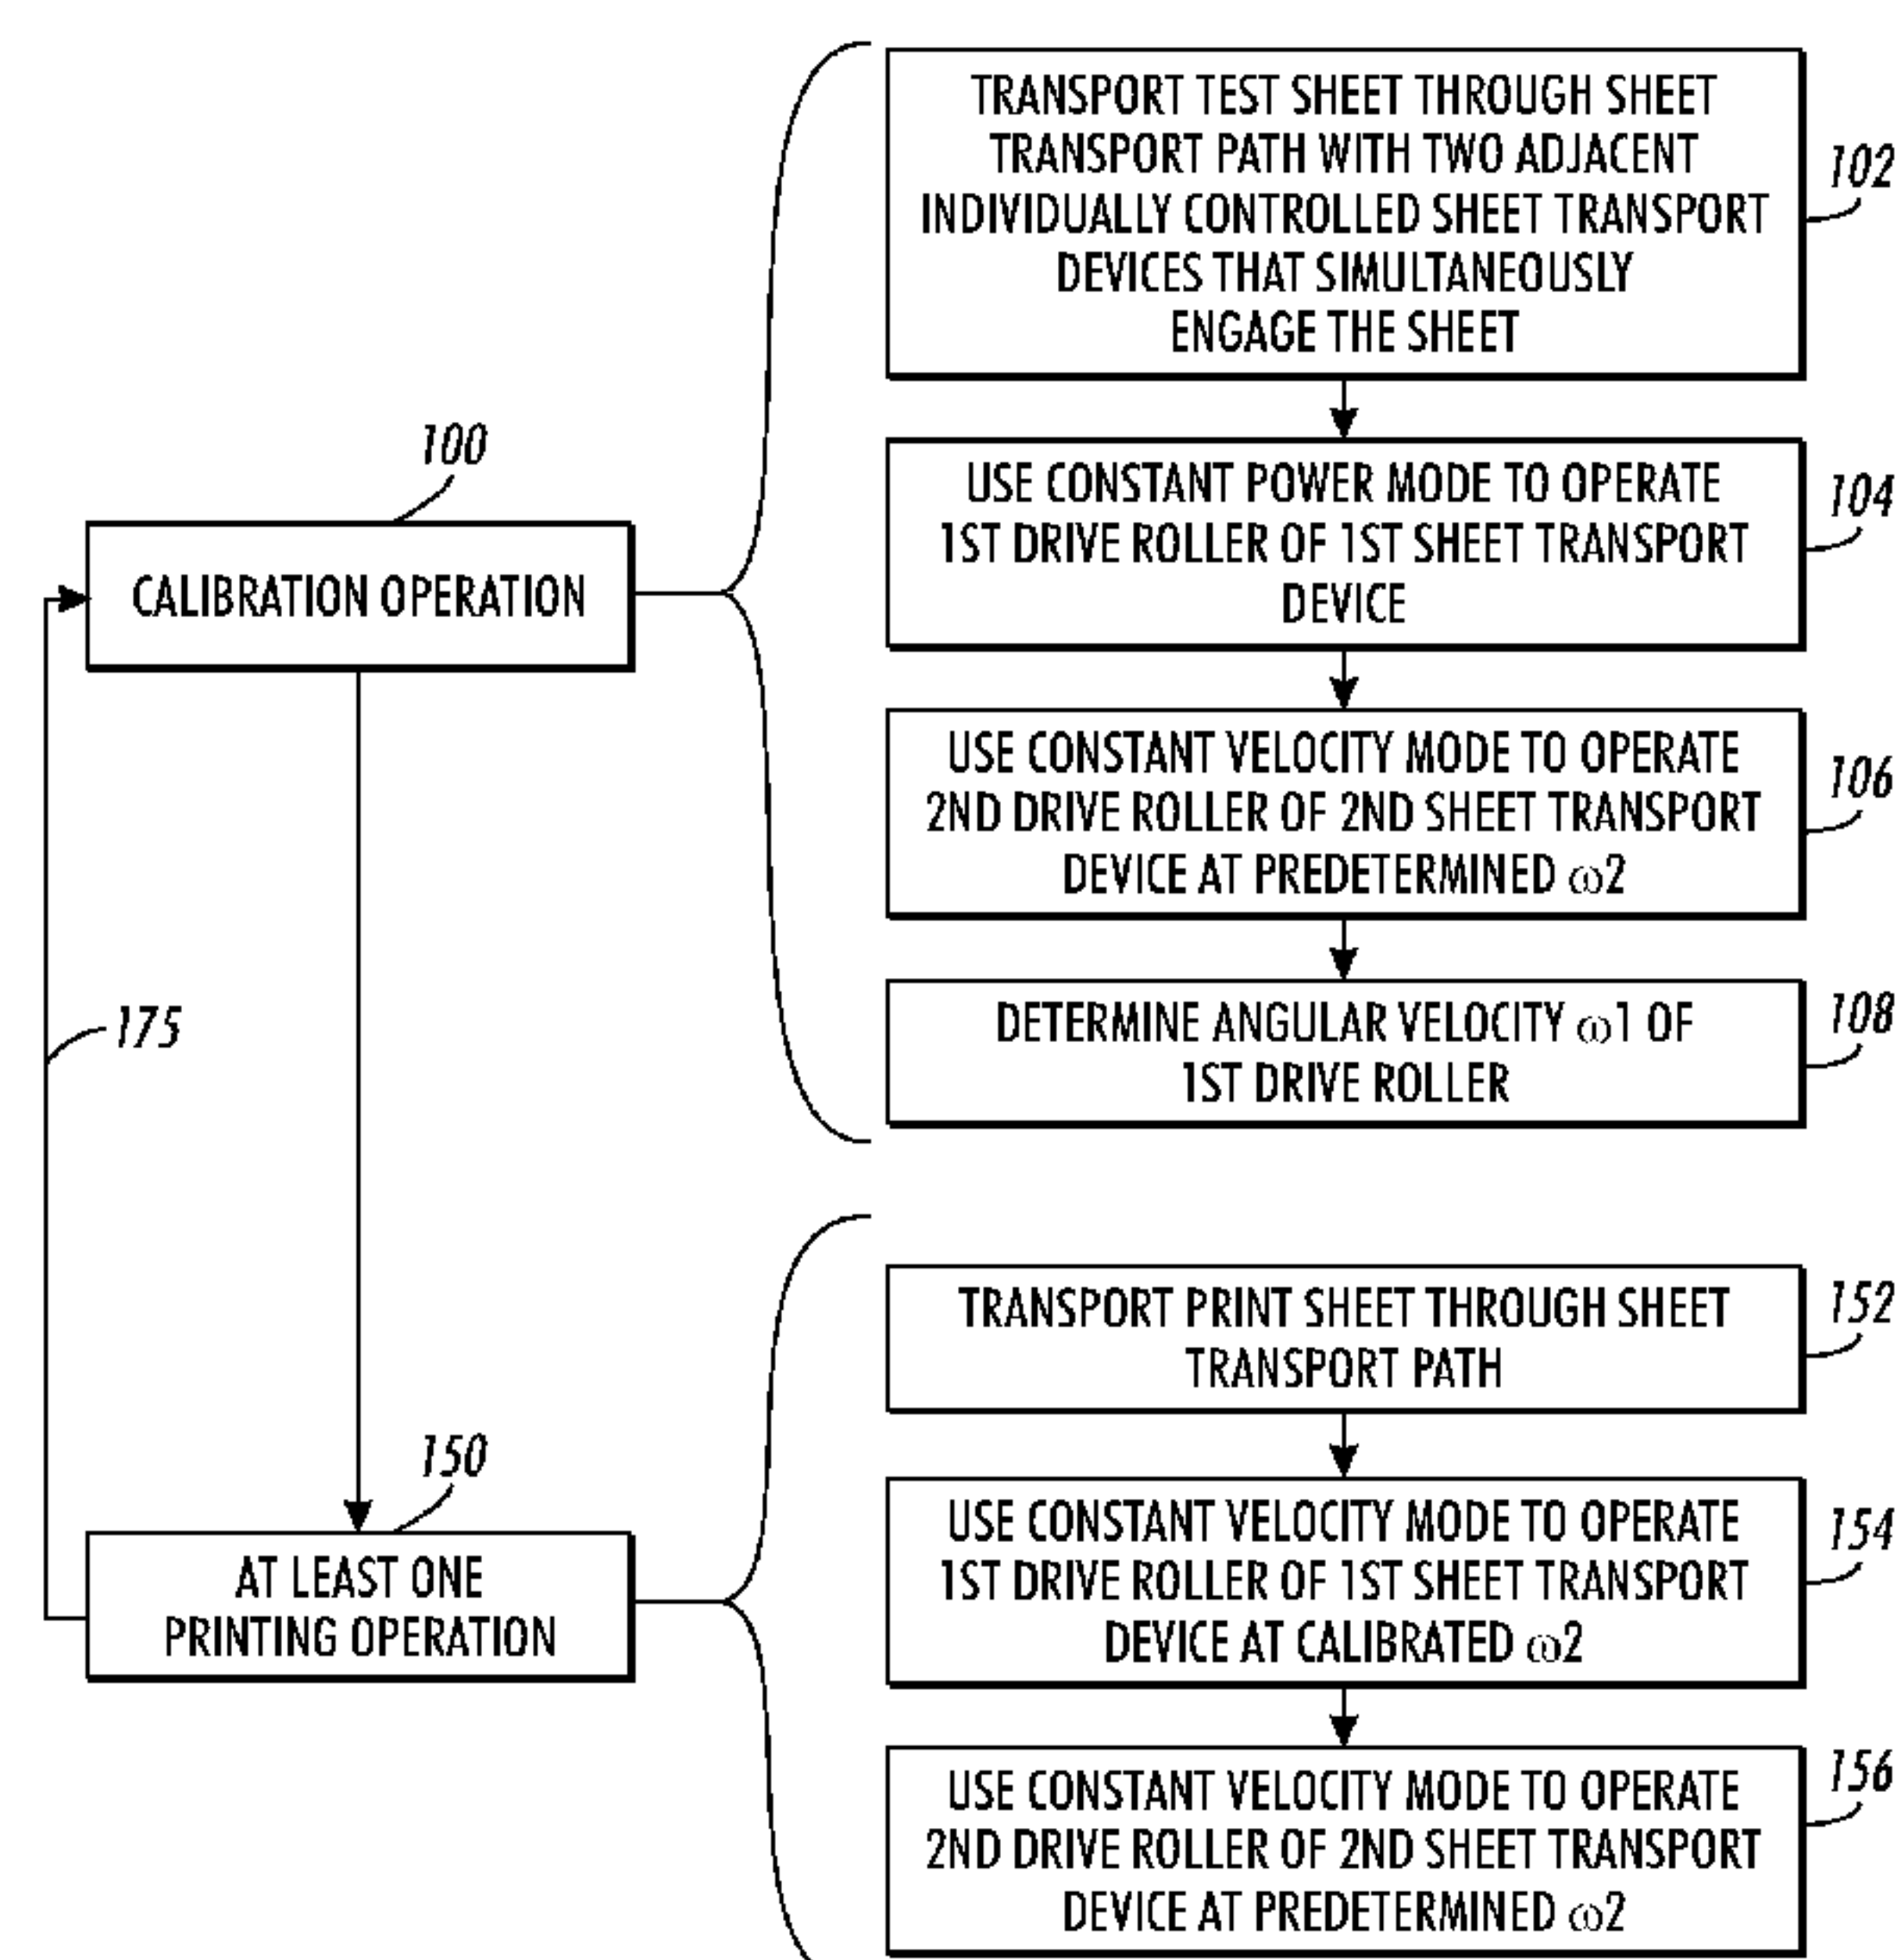 100
CALIBRATION OPERATION
TRANSPORT TEST SHEET THROUGH SHEET
TRANSPORT PATH WITH TWO ADJACENT
INDIVIDUALLY CONTROLLED SHEET TRANSPORT
DEVICES THAT SIMULTANEOUSLY
ENGAGE THE SHEET
102
USE CONSTANT POWER MODE TO OPERATE
1ST DRIVE ROLLER OF 1ST SHEET TRANSPORT
DEVICE
104
USE CONSTANT VELOCITY MODE TO OPERATE
2ND DRIVE ROLLER OF 2ND SHEET TRANSPORT
DEVICE AT PREDETERMINED ω2
106
DETERMINE ANGULAR VELOCITY ω1 OF
1ST DRIVE ROLLER
108
175
150
AT LEAST ONE
PRINTING OPERATION
TRANSPORT PRINT SHEET THROUGH SHEET
TRANSPORT PATH
152
USE CONSTANT VELOCITY MODE TO OPERATE
1ST DRIVE ROLLER OF 1ST SHEET TRANSPORT
DEVICE AT CALIBRATED ω2
154
USE CONSTANT VELOCITY MODE TO OPERATE
2ND DRIVE ROLLER OF 2ND SHEET TRANSPORT
DEVICE AT PREDETERMINED ω2
156